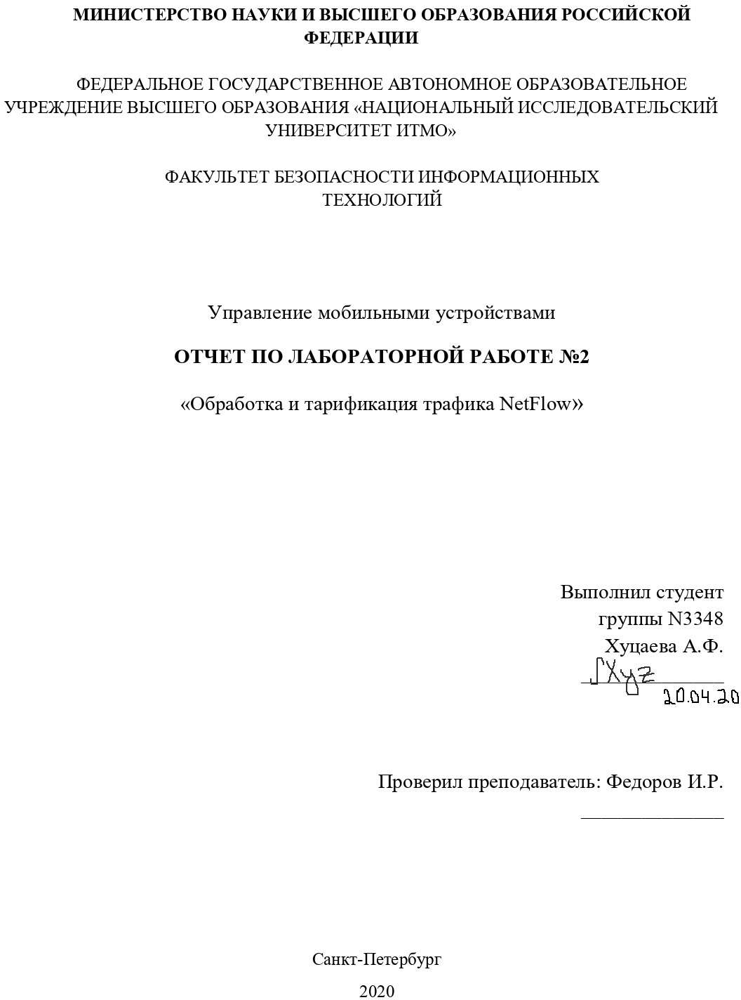 МИНИСТЕРСТВО НАУКИ И ВЫСШЕГО ОБРАЗОВАНИЯ РОССИЙСКОЙ
ФЕДЕРАЦИИ
ФЕДЕРАЛЬНОЕ ГОСУДАРСТВЕННОЕ АВТОНОМНОЕ ОБРАЗОВАТЕЛЬНОЕ
УЧРЕЖДЕНИЕ ВЫСШЕГО ОБРАЗОВАНИЯ «НАЦИОНАЛЬНЫЙ ИССЛЕДОВАТЕЛЬСКИЙ
УНИВЕРСИТЕТ ИТМО»
ФАКУЛЬТЕТ БЕЗОПАСНОСТИ ИНФОРМАЦИОННЫХ
ТЕХНОЛОГИЙ
Управление мобильными устройствами
ОТЧЕТ ПО ЛАБОРАТОРНОЙ РАБОТЕ №2
«Обработка и тарификация трафика NetFlow»
Выполнил студент
группы N3348
Хуцаева А.Ф.
20.04.20
Проверил преподаватель: Федоров И.Р.
Санкт-Петербург
2020